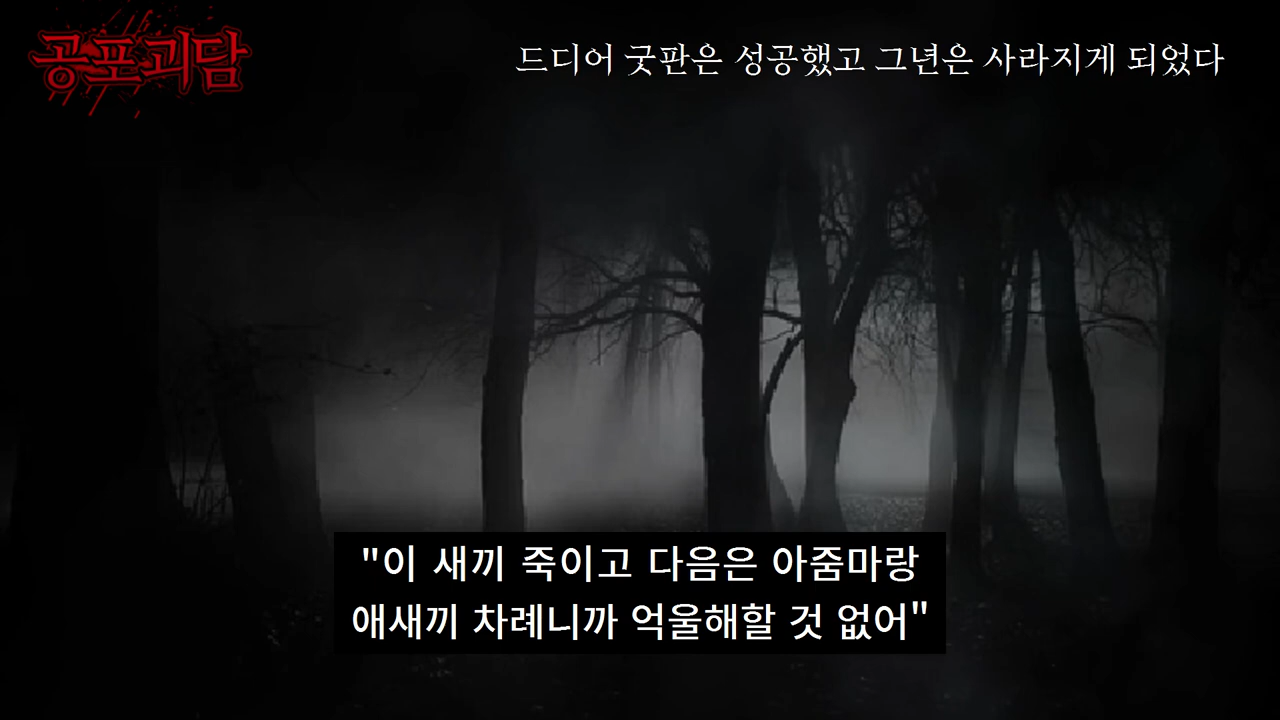 공포괴담
드디어 굿판은 성공했고 그년은 사라지게 되었다
"이 새끼 죽이고 다음은 아줌마랑
애새끼 차례니까 억울해할 것 없어"